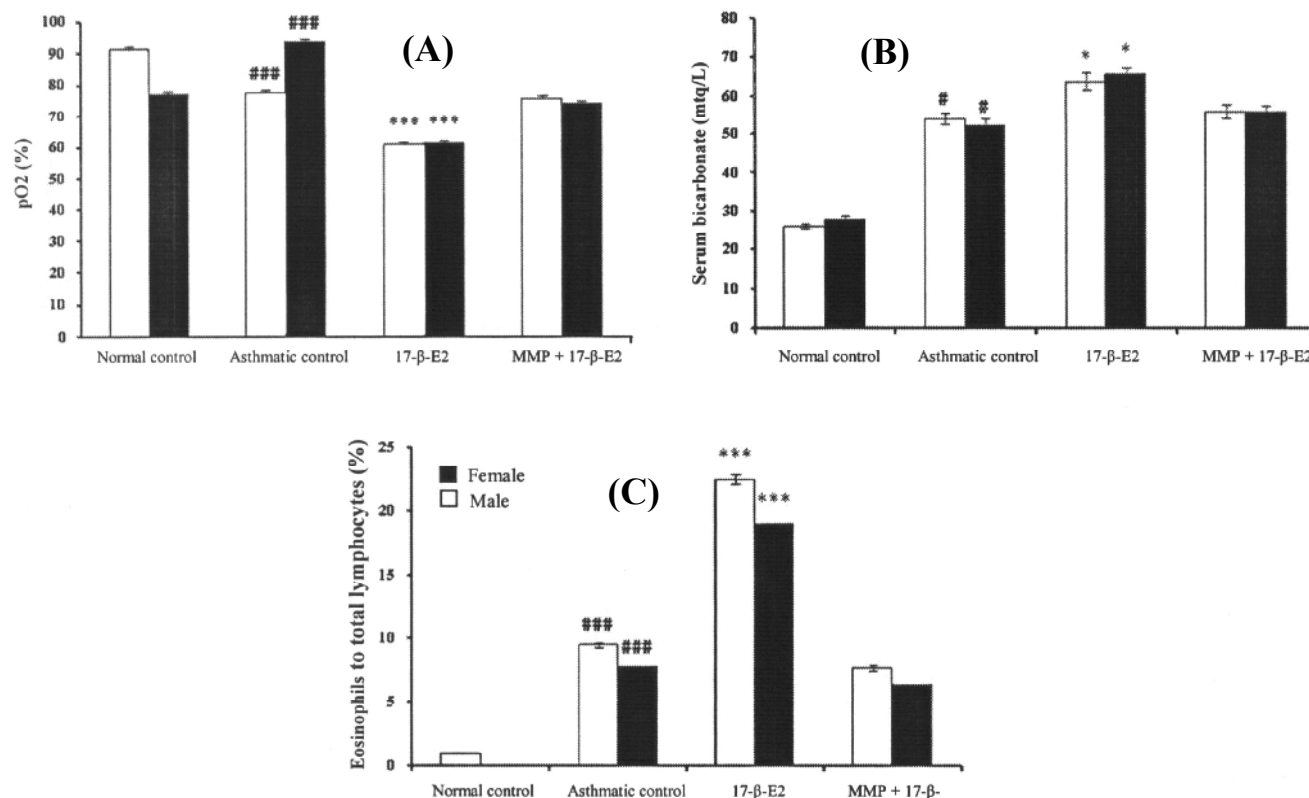 (A)
pO2 (%)
100
90
80
70
60
50
40
30
20
10
0
###
###
***
***
Normal control
Asthmatic control
17-β-E2
MMP + 17-β-E2
(B)
Serum bicarbonate (mtq/L)
80
70
60
50
40
30
20
10
0
#
#
*
*
Normal control
Asthmatic control
17-β-E2
MMP + 17-β-E2
(C)
Eosinophils to total lymphocytes (%)
25
20
15
10
5
0
Female
Male
###
###
***
***
Normal control
Asthmatic control
17-β-E2
MMP + 17-β-